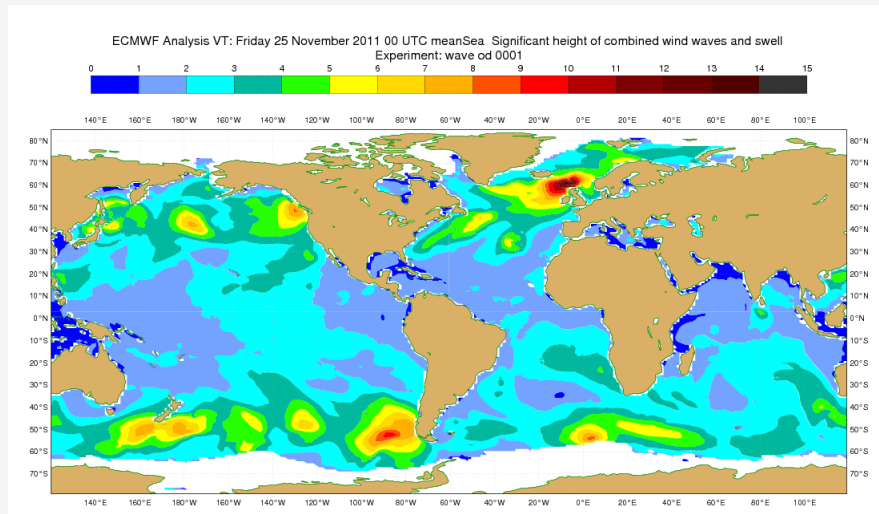 ECMWF Analysis VT: Friday 25 November 2011 00 UTC meanSea Significant height of combined wind waves and swell
Experiment: wave od 0001
0 1 2 3 4 5 6 7 8 9 10 11 12 13 14 15
140°E 160°E 180°W 160°W 140°W 120°W 100°W 80°W 60°W 40°W 20°W 0°E 20°E 40°E 60°E 80°E 100°E
80°N 80°N
70°N 70°N
60°N 60°N
50°N 50°N
40°N 40°N
30°N 30°N
20°N 20°N
10°N 10°N
0°N 0°N
10°S 10°S
20°S 20°S
30°S 30°S
40°S 40°S
50°S 50°S
60°S 60°S
70°S 70°S
140°E 160°E 180°W 160°W 140°W 120°W 100°W 80°W 60°W 40°W 20°W 0°E 20°E 40°E 60°E 80°E 100°E